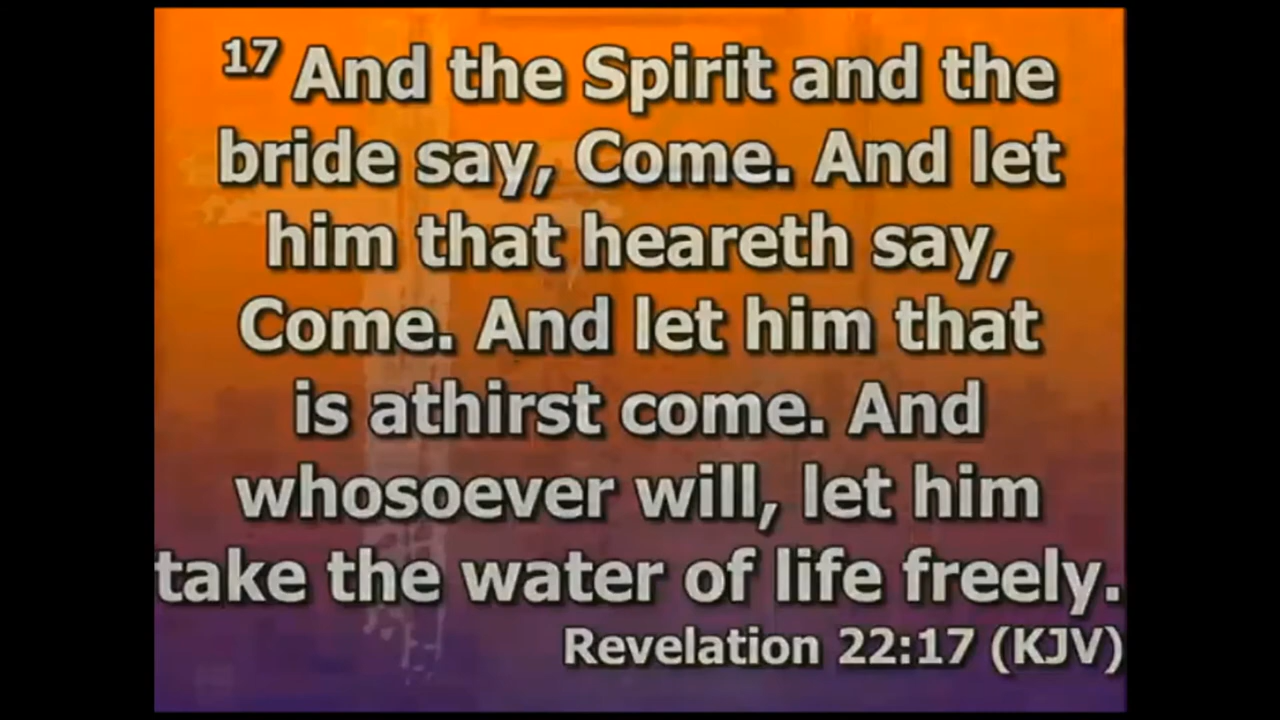 17 And the Spirit and the
bride say, Come. And let
him that heareth say,
Come. And let him that
is athirst come. And
whosoever will, let him
take the water of life freely.
Revelation 22:17 (KJV)